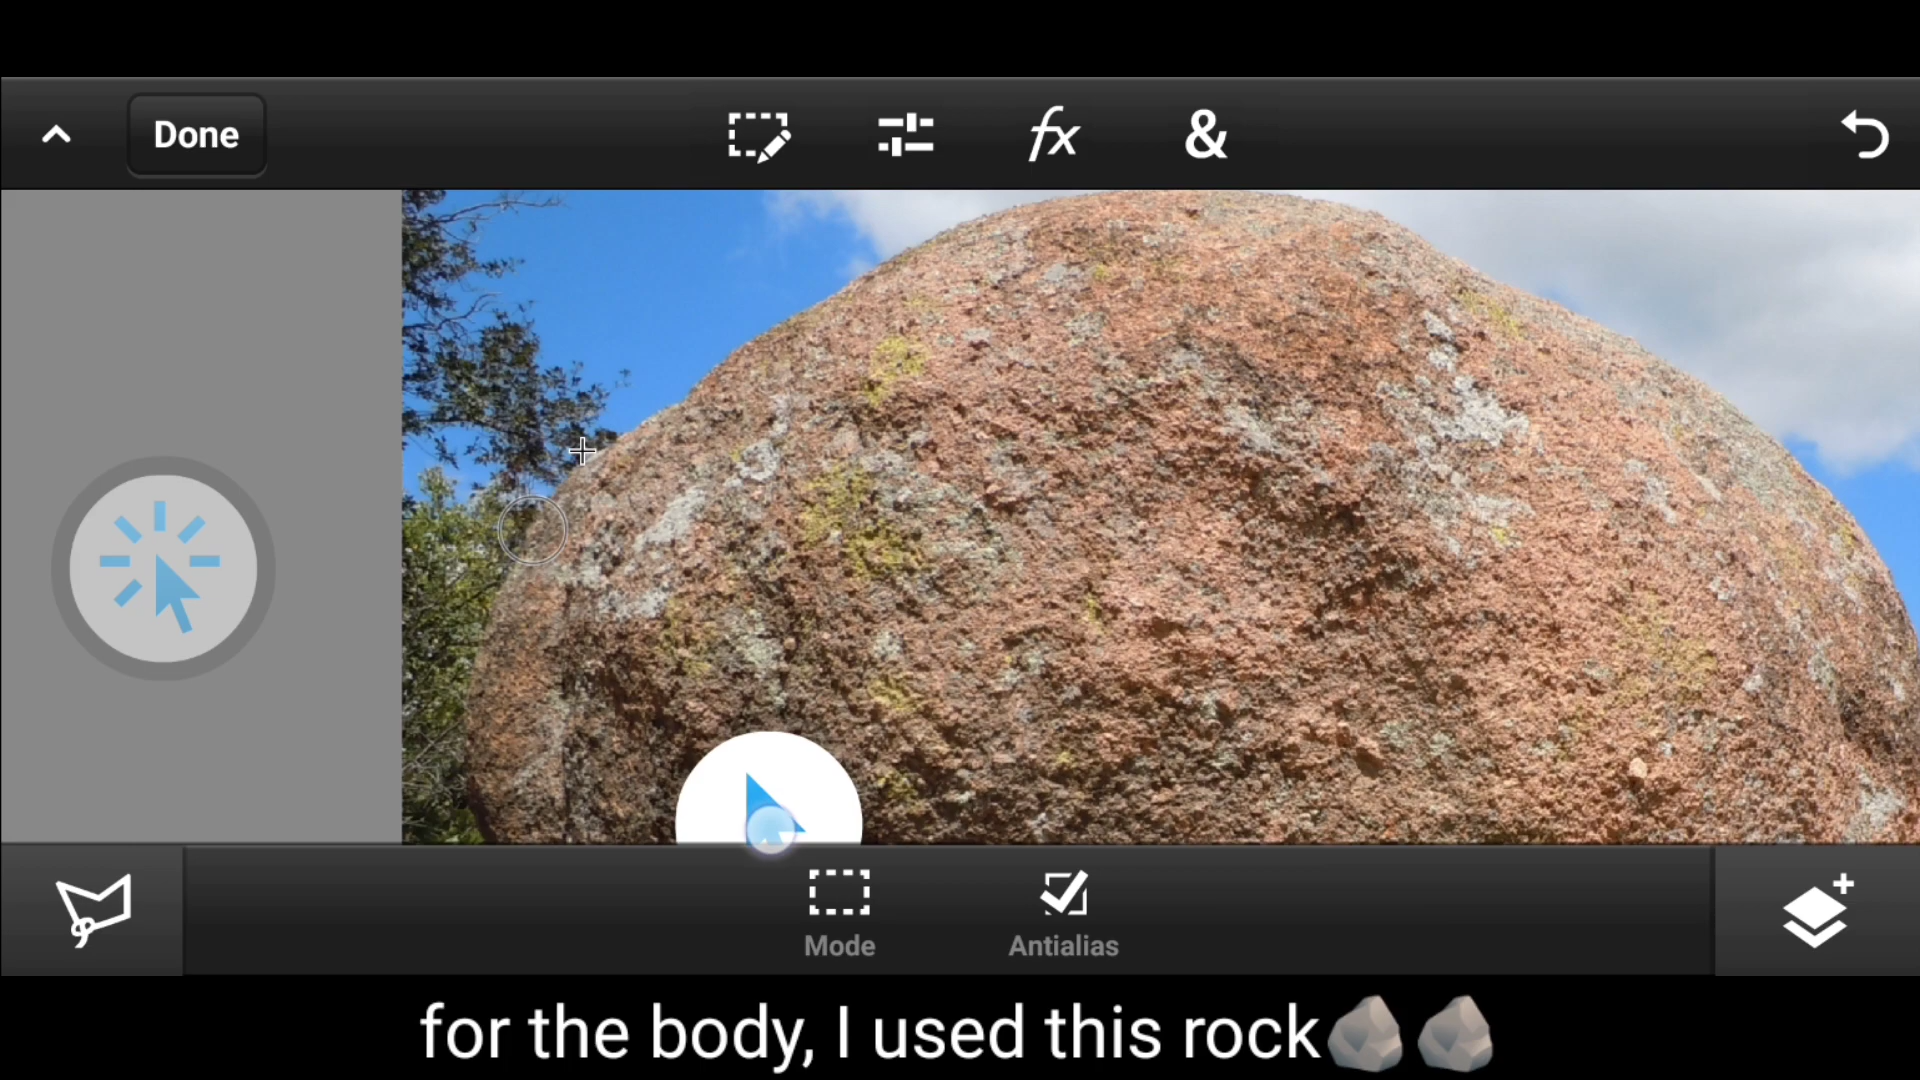 Done
fx
&
Mode
Antialias
for the body, I used this rock🪨🪨